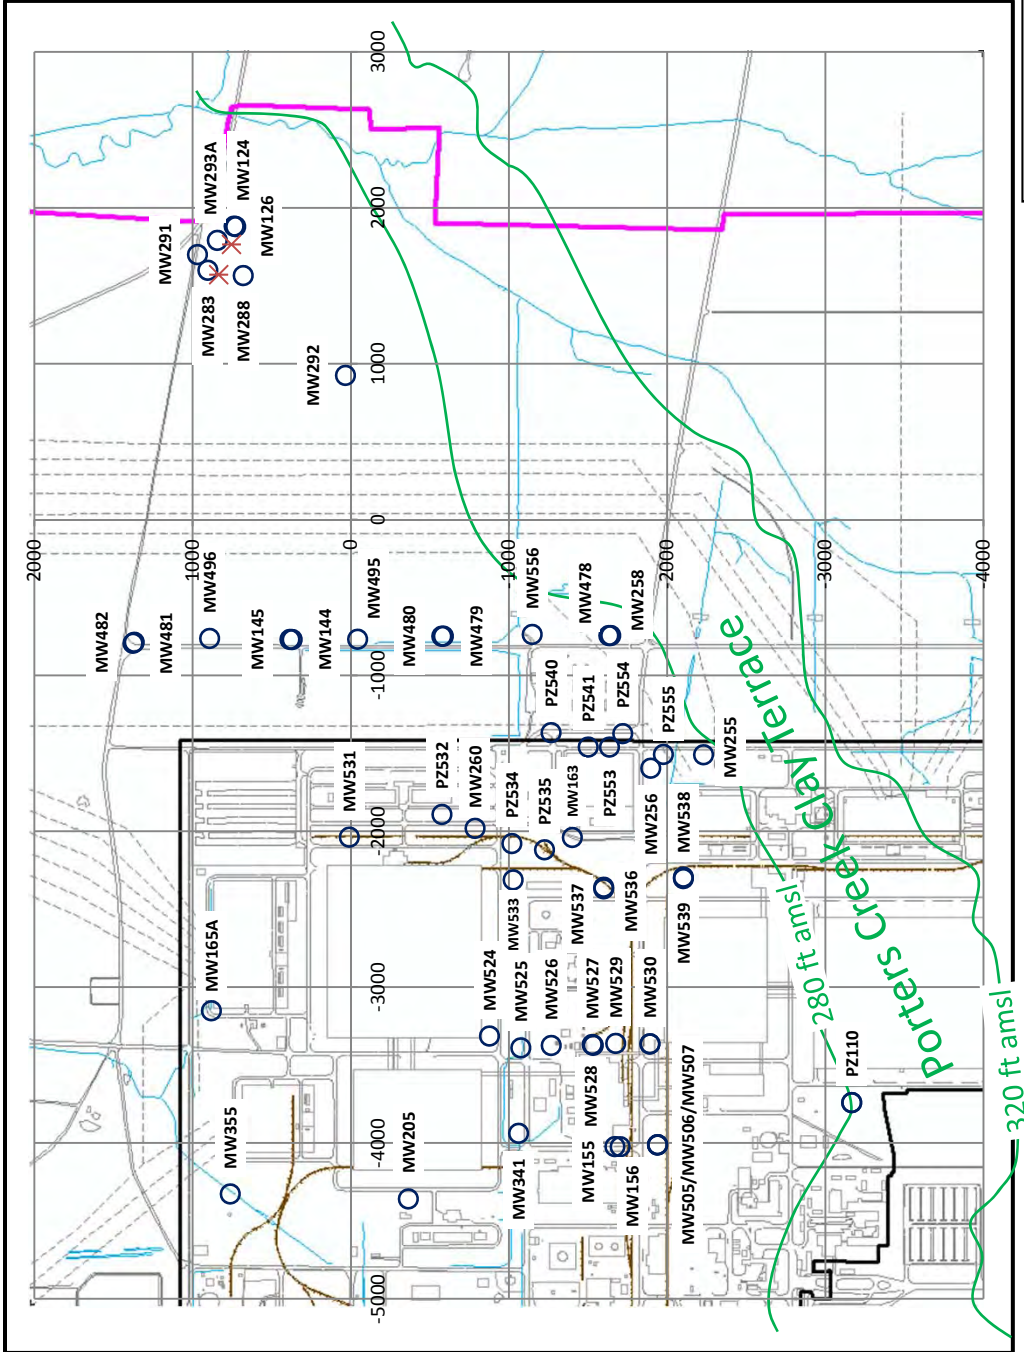 3000
MW293A
MW124
MW126
MW291
2000
MW283
MW288
MW292
1000
0
2000
1000
0
-1000
-2000
-3000
-4000
MW482
MW481
MW496
MW145
MW144
MW495
MW480
MW479
MW556
MW478
MW258
-1000
PZ540
PZ541
PZ554
PZ555
MW255
MW531
PZ532
MW260
PZ534
PZ535
MW163
PZ553
MW256
MW538
-2000
MW165A
MW533
MW537
MW536
MW539
Porters Creek Clay Terrace
280 ft amsl
320 ft amsl
-3000
MW524
MW525
MW526
MW527
MW529
MW530
PZ110
MW355
MW205
-4000
MW341
MW528
MW155
MW156
MW505/MW506/MW507
-5000